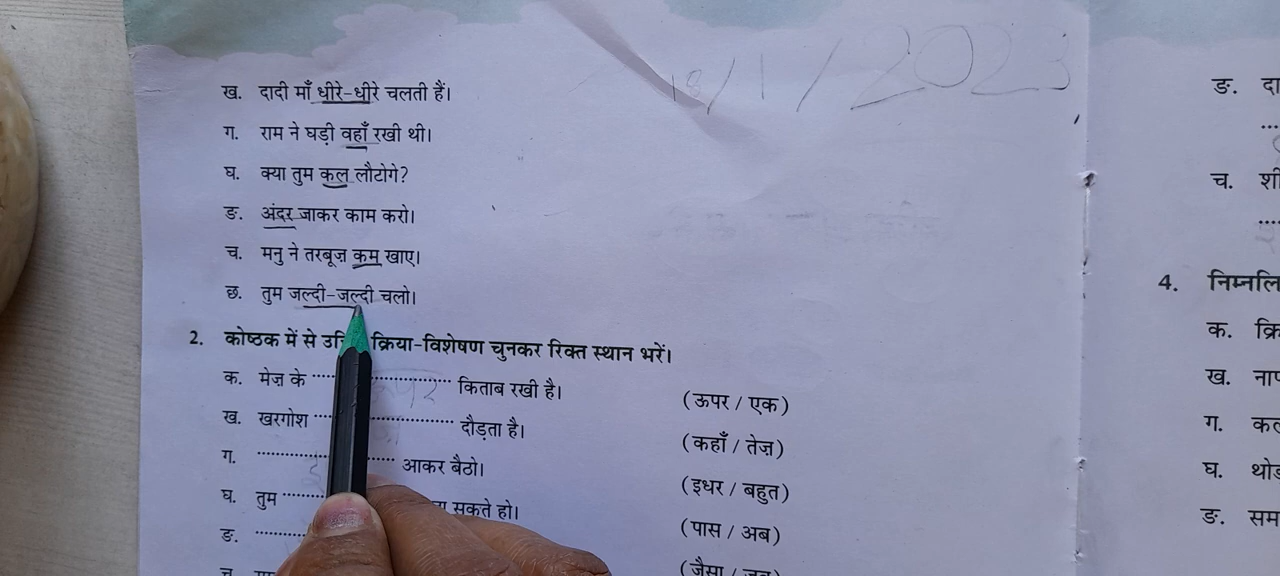 18/1/2023
ख. दादी माँ धीरे-धीरे चलती हैं।
ग. राम ने घड़ी वहाँ रखी थी।
घ. क्या तुम कल लौटोगे?
ङ. अंदर जाकर काम करो।
च. मनु ने तरबूज़ कम खाए।
छ. तुम जल्दी-जल्दी चलो।
2. कोष्ठक में से क्रिया-विशेषण चुनकर रिक्त स्थान भरें।
क. मेज़ के ................ किताब रखी है। (ऊपर / एक)
ख. खरगोश ................ दौड़ता है। (कहाँ / तेज़)
ग. ................ आकर बैठो। (इधर / बहुत)
घ. तुम ........ सकते हो। (पास / अब)
ङ. ........ (जैसा /
च.
ङ.
च.
4.
क.
ख.
ग.
घ.
ङ.